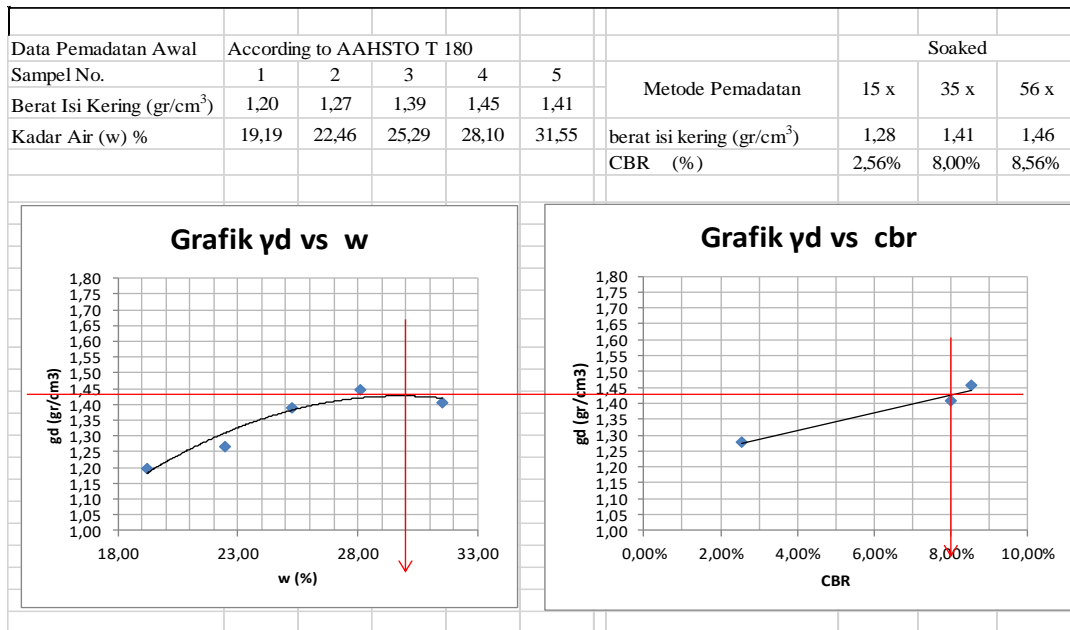 Data Pemadatan Awal According to AAHSTO T 180
Sampel No. 1 2 3 4 5
Berat Isi Kering (gr/cm³) 1,20 1,27 1,39 1,45 1,41
Kadar Air (w) % 19,19 22,46 25,29 28,10 31,55
Soaked
Metode Pemadatan 15 x 35 x 56 x
berat isi kering (gr/cm³) 1,28 1,41 1,46
CBR (%) 2,56% 8,00% 8,56%
Grafik γd vs w
gd (gr/cm3)
1,80
1,75
1,70
1,65
1,60
1,55
1,50
1,45
1,40
1,35
1,30
1,25
1,20
1,15
1,10
1,05
1,00
18,00 23,00 28,00 33,00
w (%)
Grafik γd vs cbr
gd (gr/cm3)
1,80
1,75
1,70
1,65
1,60
1,55
1,50
1,45
1,40
1,35
1,30
1,25
1,20
1,15
1,10
1,05
1,00
0,00% 2,00% 4,00% 6,00% 8,00% 10,00%
CBR